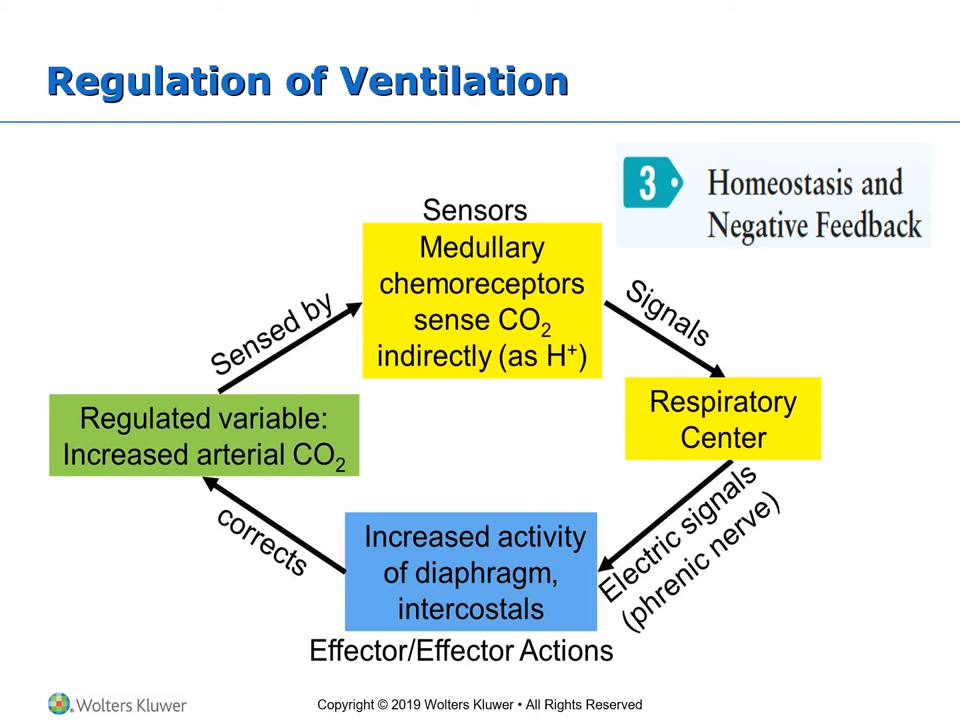 Regulation of Ventilation
3
Homeostasis and
Negative Feedback
Sensors
Medullary
chemoreceptors
sense CO₂
indirectly (as H⁺)
Sensed by
Signals
Regulated variable:
Increased arterial CO₂
Respiratory
Center
corrects
Increased activity
of diaphragm,
intercostals
Electric signals
(phrenic nerve)
Effector/Effector Actions
Wolters Kluwer
Copyright © 2019 Wolters Kluwer • All Rights Reserved